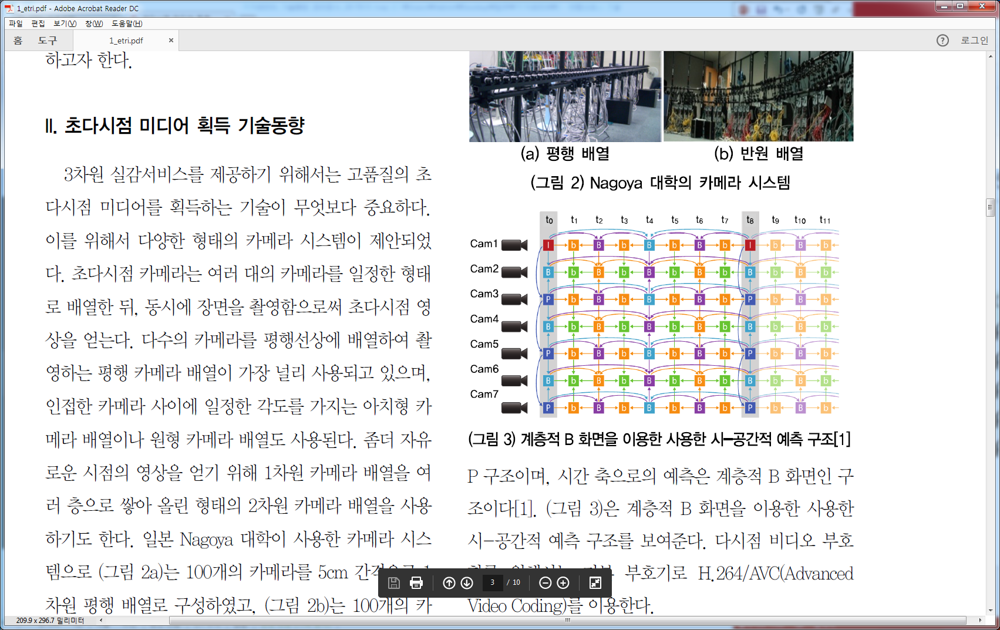 1_etri.pdf - Adobe Acrobat Reader DC
파일 편집 보기(V) 창(W) 도움말(H)
홈 도구 1_etri.pdf × ? 로그인
하고자 한다.
II. 초다시점 미디어 획득 기술동향
3차원 실감서비스를 제공하기 위해서는 고품질의 초
다시점 미디어를 획득하는 기술이 무엇보다 중요하다.
이를 위해서 다양한 형태의 카메라 시스템이 제안되었
다. 초다시점 카메라는 여러 대의 카메라를 일정한 형태
로 배열한 뒤, 동시에 장면을 촬영함으로써 초다시점 영
상을 얻는다. 다수의 카메라를 평행선상에 배열하여 촬
영하는 평행 카메라 배열이 가장 널리 사용되고 있으며,
인접한 카메라 사이에 일정한 각도를 가지는 아치형 카
메라 배열이나 원형 카메라 배열도 사용된다. 좀더 자유
로운 시점의 영상을 얻기 위해 1차원 카메라 배열을 여
러 층으로 쌓아 올린 형태의 2차원 카메라 배열을 사용
하기도 한다. 일본 Nagoya 대학이 사용한 카메라 시스
템으로 (그림 2a)는 100개의 카메라를 5cm 간격으로 1
차원 평행 배열로 구성하였고, (그림 2b)는 100개의 카
(a) 평행 배열 (b) 반원 배열
(그림 2) Nagoya 대학의 카메라 시스템
t0 t1 t2 t3 t4 t5 t6 t7 t8 t9 t10 t11
Cam1 I b B b B b B b I b B b
Cam2 B b B b B b B b B b B b
Cam3 P b B b B b B b P b B b
Cam4 B b B b B b B b B b B b
Cam5 P b B b B b B b P b B b
Cam6 B b B b B b B b B b B b
Cam7 P b B b B b B b P b B b
(그림 3) 계층적 B 화면을 이용한 사용한 시-공간적 예측 구조[1]
P 구조이며, 시간 축으로의 예측은 계층적 B 화면인 구
조이다[1]. (그림 3)은 계층적 B 화면을 이용한 사용한
시-공간적 예측 구조를 보여준다. 다시점 비디오 부호
부호기로 H.264/AVC(Advanced
Video Coding)를 이용한다.
3 / 10
209.9 x 296.7 밀리미터